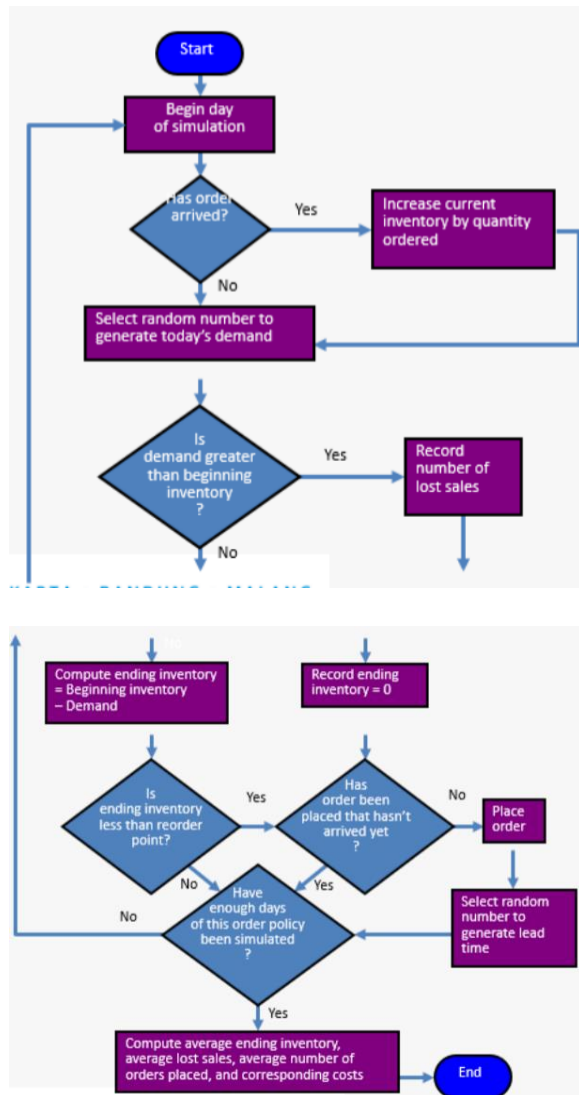 Start
Begin day
of simulation
Has order
arrived?
Yes
Increase current
inventory by quantity
ordered
No
Select random number to
generate today's demand
Is
demand greater
than beginning
inventory
?
Yes
Record
number of
lost sales
No
Compute ending inventory
= Beginning inventory
– Demand
Record ending
inventory = 0
Is
ending inventory
less than reorder
point?
Yes
Has
order been
placed that hasn't
arrived yet
?
No
Place
order
No
Yes
Select random
number to
generate lead
time
No
Have
enough days
of this order policy
been simulated
?
Yes
Compute average ending inventory,
average lost sales, average number of
orders placed, and corresponding costs
End